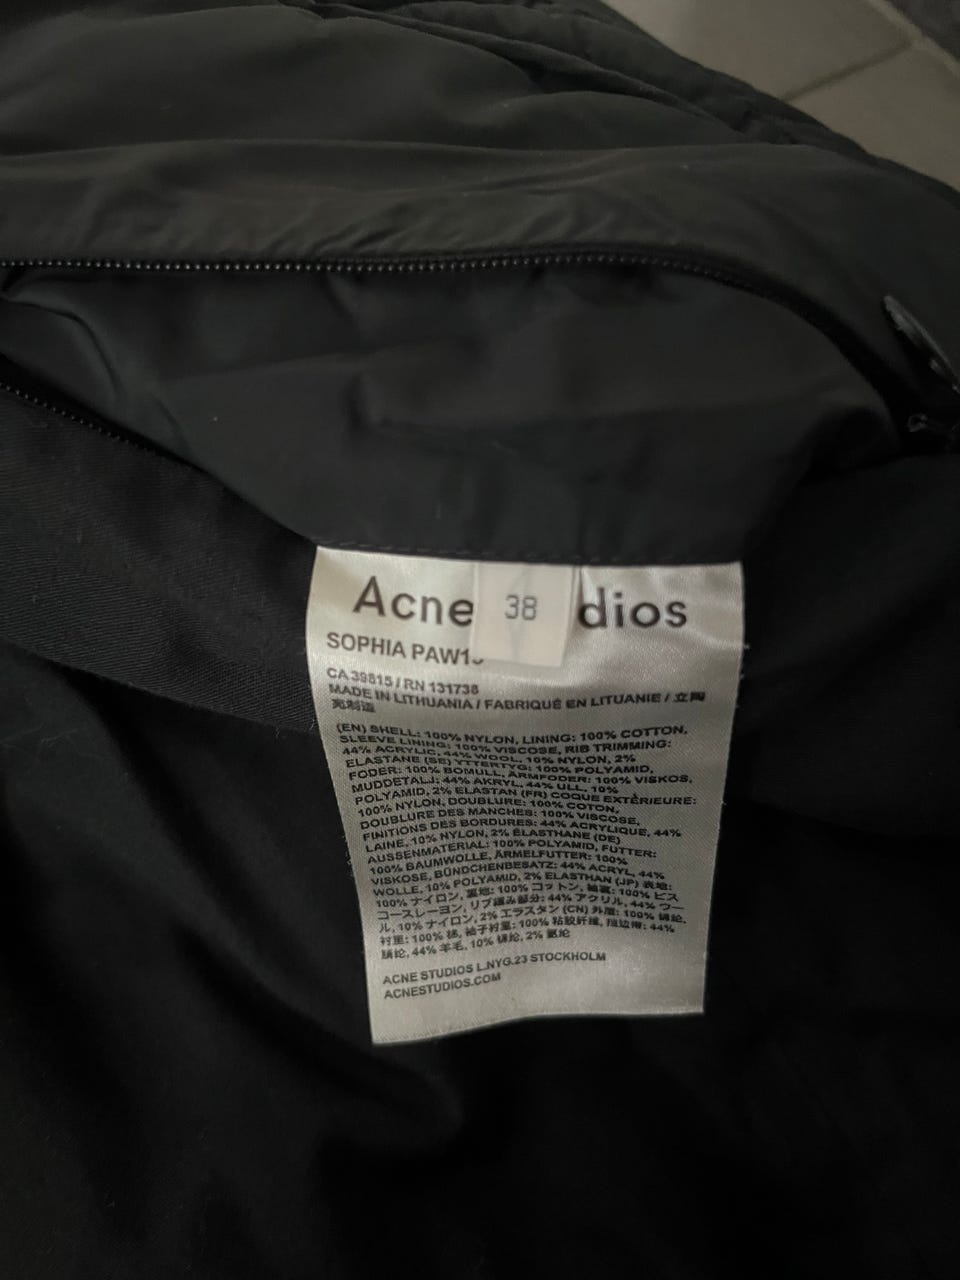 Acne
38
dios
SOPHIA PAW1
CA 39815 / RN 131738
MADE IN LITHUANIA / FABRIQUÉ EN LITUANIE / 立陶
宛制造
(EN) SHELL: 100% NYLON, LINING: 100% COTTON,
SLEEVE LINING: 100% VISCOSE, RIB TRIMMING:
44% ACRYLIC, 44% WOOL, 10% NYLON, 2%
ELASTANE (SE) YTTERTYG: 100% POLYAMID,
FODER: 100% BOMULL, ÄRMFODER: 100% VISKOS,
MUDDETALJ: 44% AKRYL, 44% ULL, 10%
POLYAMID, 2% ELASTAN (FR) COQUE EXTÈRIEURE:
100% NYLON, DOUBLURE: 100% COTON,
DOUBLURE DES MANCHES: 100% VISCOSE,
FINITIONS DES BORDURES: 44% ACRYLIQUE, 44%
LAINE, 10% NYLON, 2% ÉLASTHANE (DE)
AUSSENMATERIAL: 100% POLYAMID, FUTTER:
100% BAUMWOLLE, ÄRMELFUTTER: 100%
VISKOSE, BÜNDCHENBESATZ: 44% ACRYL, 44%
WOLLE, 10% POLYAMID, 2% ELASTHAN (JP) 表地:
100% ナイロン, 裏地: 100% コットン, 袖裏: 100% ビス
コースレーヨン, リブ編み部分: 44% アクリル, 44% ウー
ル, 10% ナイロン, 2% エラスタン (CN) 外层: 100% 锦纶,
衬里: 100% 棉, 袖子衬里: 100% 粘胶纤维, 44%
腈纶, 44% 羊毛, 10% 锦纶, 2% 氨纶
ACNE STUDIOS L.NYG.23 STOCKHOLM
ACNESTUDIOS.COM